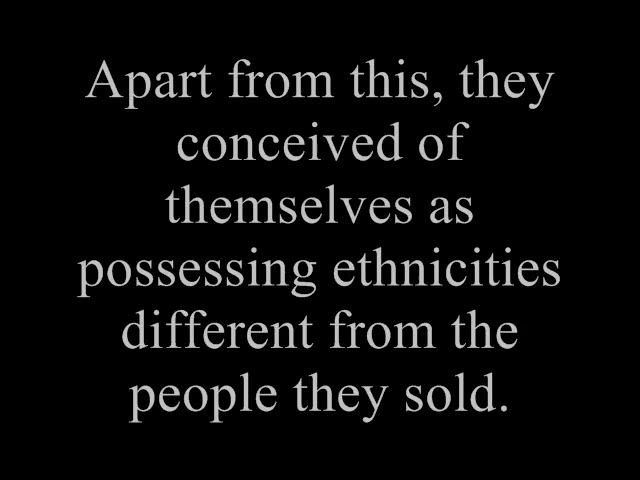 Apart from this, they
conceived of
themselves as
possessing ethnicities
different from the
people they sold.